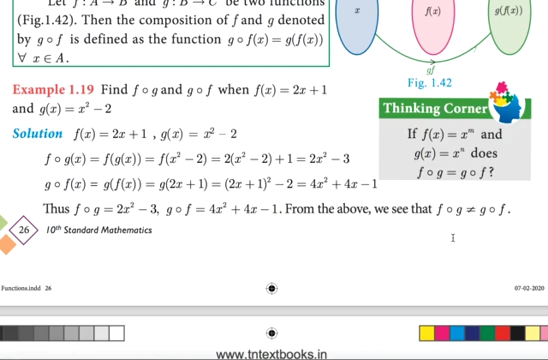 Let f : A → B and g : B → C be two functions
(Fig.1.42). Then the composition of f and g denoted
by g ∘ f is defined as the function g ∘ f(x) = g(f(x))
∀ x ∈ A.
x
f(x)
g(f(x))
gf
Fig. 1.42
Example 1.19 Find f ∘ g and g ∘ f when f(x) = 2x + 1
and g(x) = x² − 2
Solution f(x) = 2x + 1 , g(x) = x² − 2
f ∘ g(x) = f(g(x)) = f(x² − 2) = 2(x² − 2) + 1 = 2x² − 3
g ∘ f(x) = g(f(x)) = g(2x + 1) = (2x + 1)² − 2 = 4x² + 4x − 1
Thinking Corner
If f(x) = xᵐ and
g(x) = xⁿ does
f ∘ g = g ∘ f ?
Thus f ∘ g = 2x² − 3, g ∘ f = 4x² + 4x − 1. From the above, we see that f ∘ g ≠ g ∘ f .
26 10th Standard Mathematics
Functions.indd 26
07-02-2020
www.tntextbooks.in